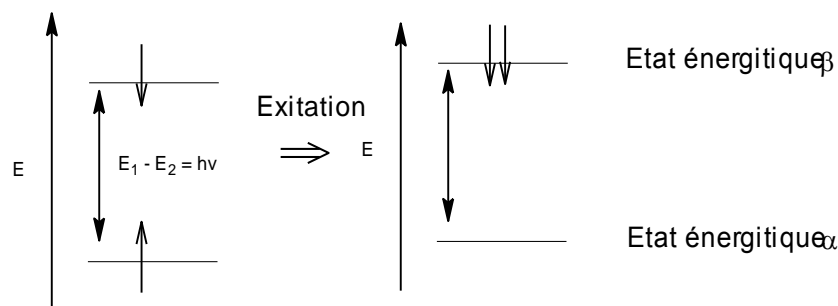 Etat énergitiqueβ
Exitation
E
E₁ - E₂ = hν
E
Etat énergitiqueα